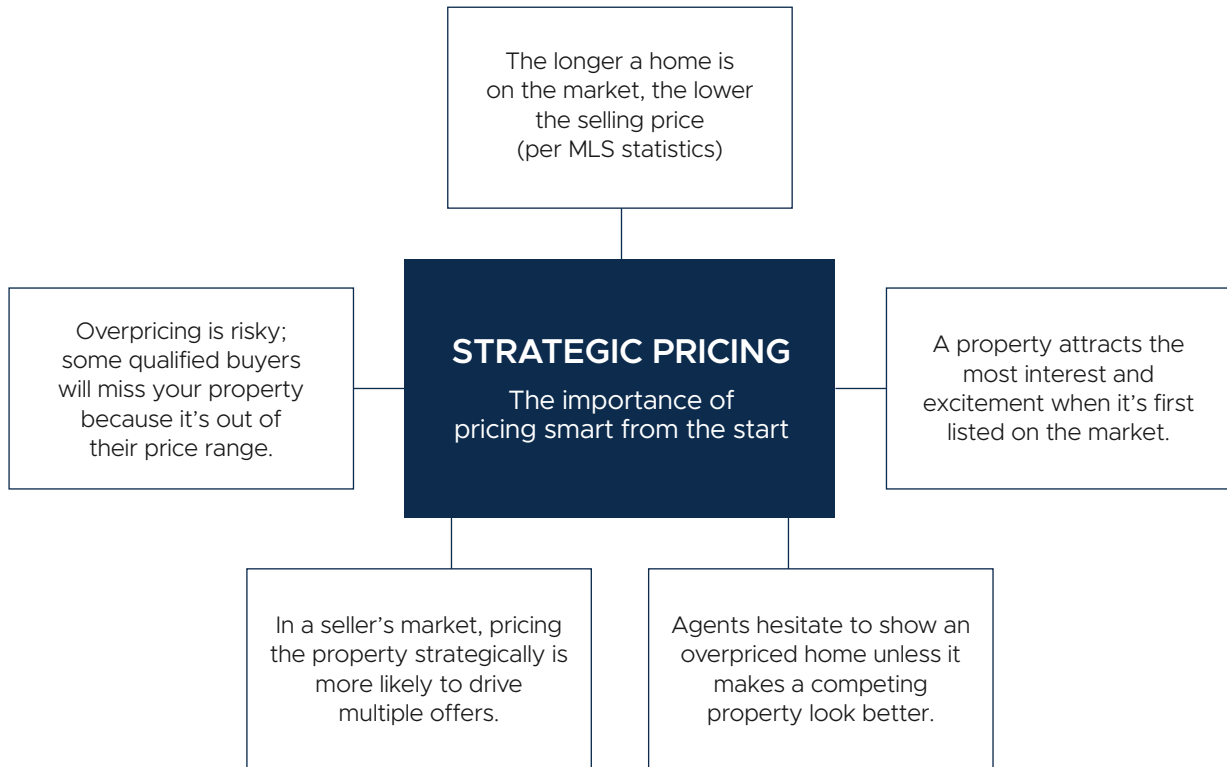 The longer a home is
on the market, the lower
the selling price
(per MLS statistics)
Overpricing is risky;
some qualified buyers
will miss your property
because it’s out of
their price range.
STRATEGIC PRICING
The importance of
pricing smart from the start
A property attracts the
most interest and
excitement when it’s first
listed on the market.
In a seller’s market, pricing
the property strategically is
more likely to drive
multiple offers.
Agents hesitate to show an
overpriced home unless it
makes a competing
property look better.